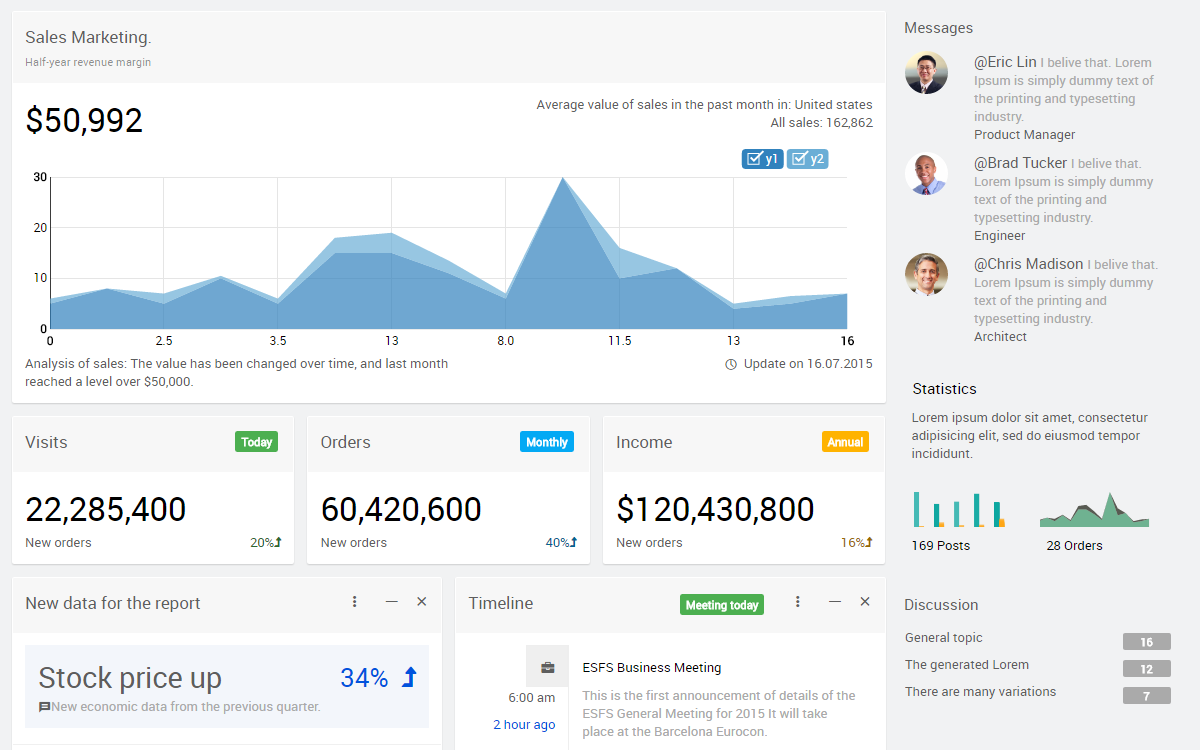 Sales Marketing.
Half-year revenue margin
$50,992
Average value of sales in the past month in: United states
All sales: 162,862
y1 y2
30
20
10
0
0 2.5 3.5 13 8.0 11.5 13 16
Analysis of sales: The value has been changed over time, and last month
reached a level over $50,000.
Update on 16.07.2015
Visits Today
22,285,400
New orders 20%
Orders Monthly
60,420,600
New orders 40%
Income Annual
$120,430,800
New orders 16%
New data for the report
Stock price up 34%
New economic data from the previous quarter.
Timeline Meeting today
ESFS Business Meeting
6:00 am
2 hour ago
This is the first announcement of details of the
ESFS General Meeting for 2015 It will take
place at the Barcelona Eurocon.
Messages
@Eric Lin I belive that. Lorem
Ipsum is simply dummy text of
the printing and typesetting
industry.
Product Manager
@Brad Tucker I belive that.
Lorem Ipsum is simply dummy
text of the printing and
typesetting industry.
Engineer
@Chris Madison I belive that.
Lorem Ipsum is simply dummy
text of the printing and
typesetting industry.
Architect
Statistics
Lorem ipsum dolor sit amet, consectetur
adipisicing elit, sed do eiusmod tempor
incididunt.
169 Posts 28 Orders
Discussion
General topic 16
The generated Lorem 12
There are many variations 7